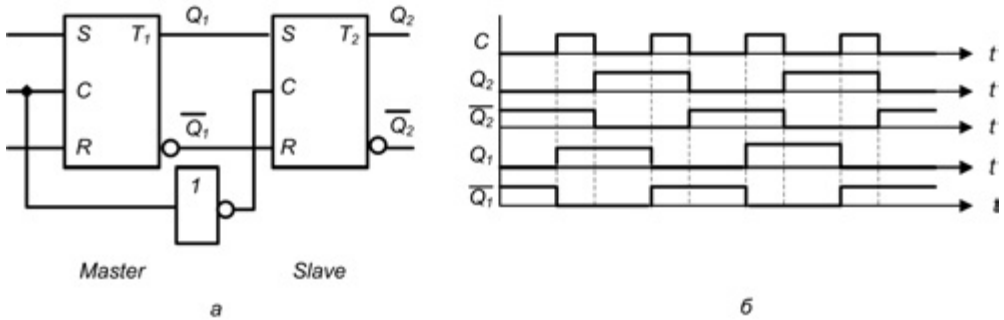 Q₁
Q₂
S
T₁
S
T₂
C
C
Q̅₁
Q̅₂
R
R
1
Master
Slave
a
C
t
Q₂
t
Q̅₂
t
Q₁
t
Q̅₁
t
б